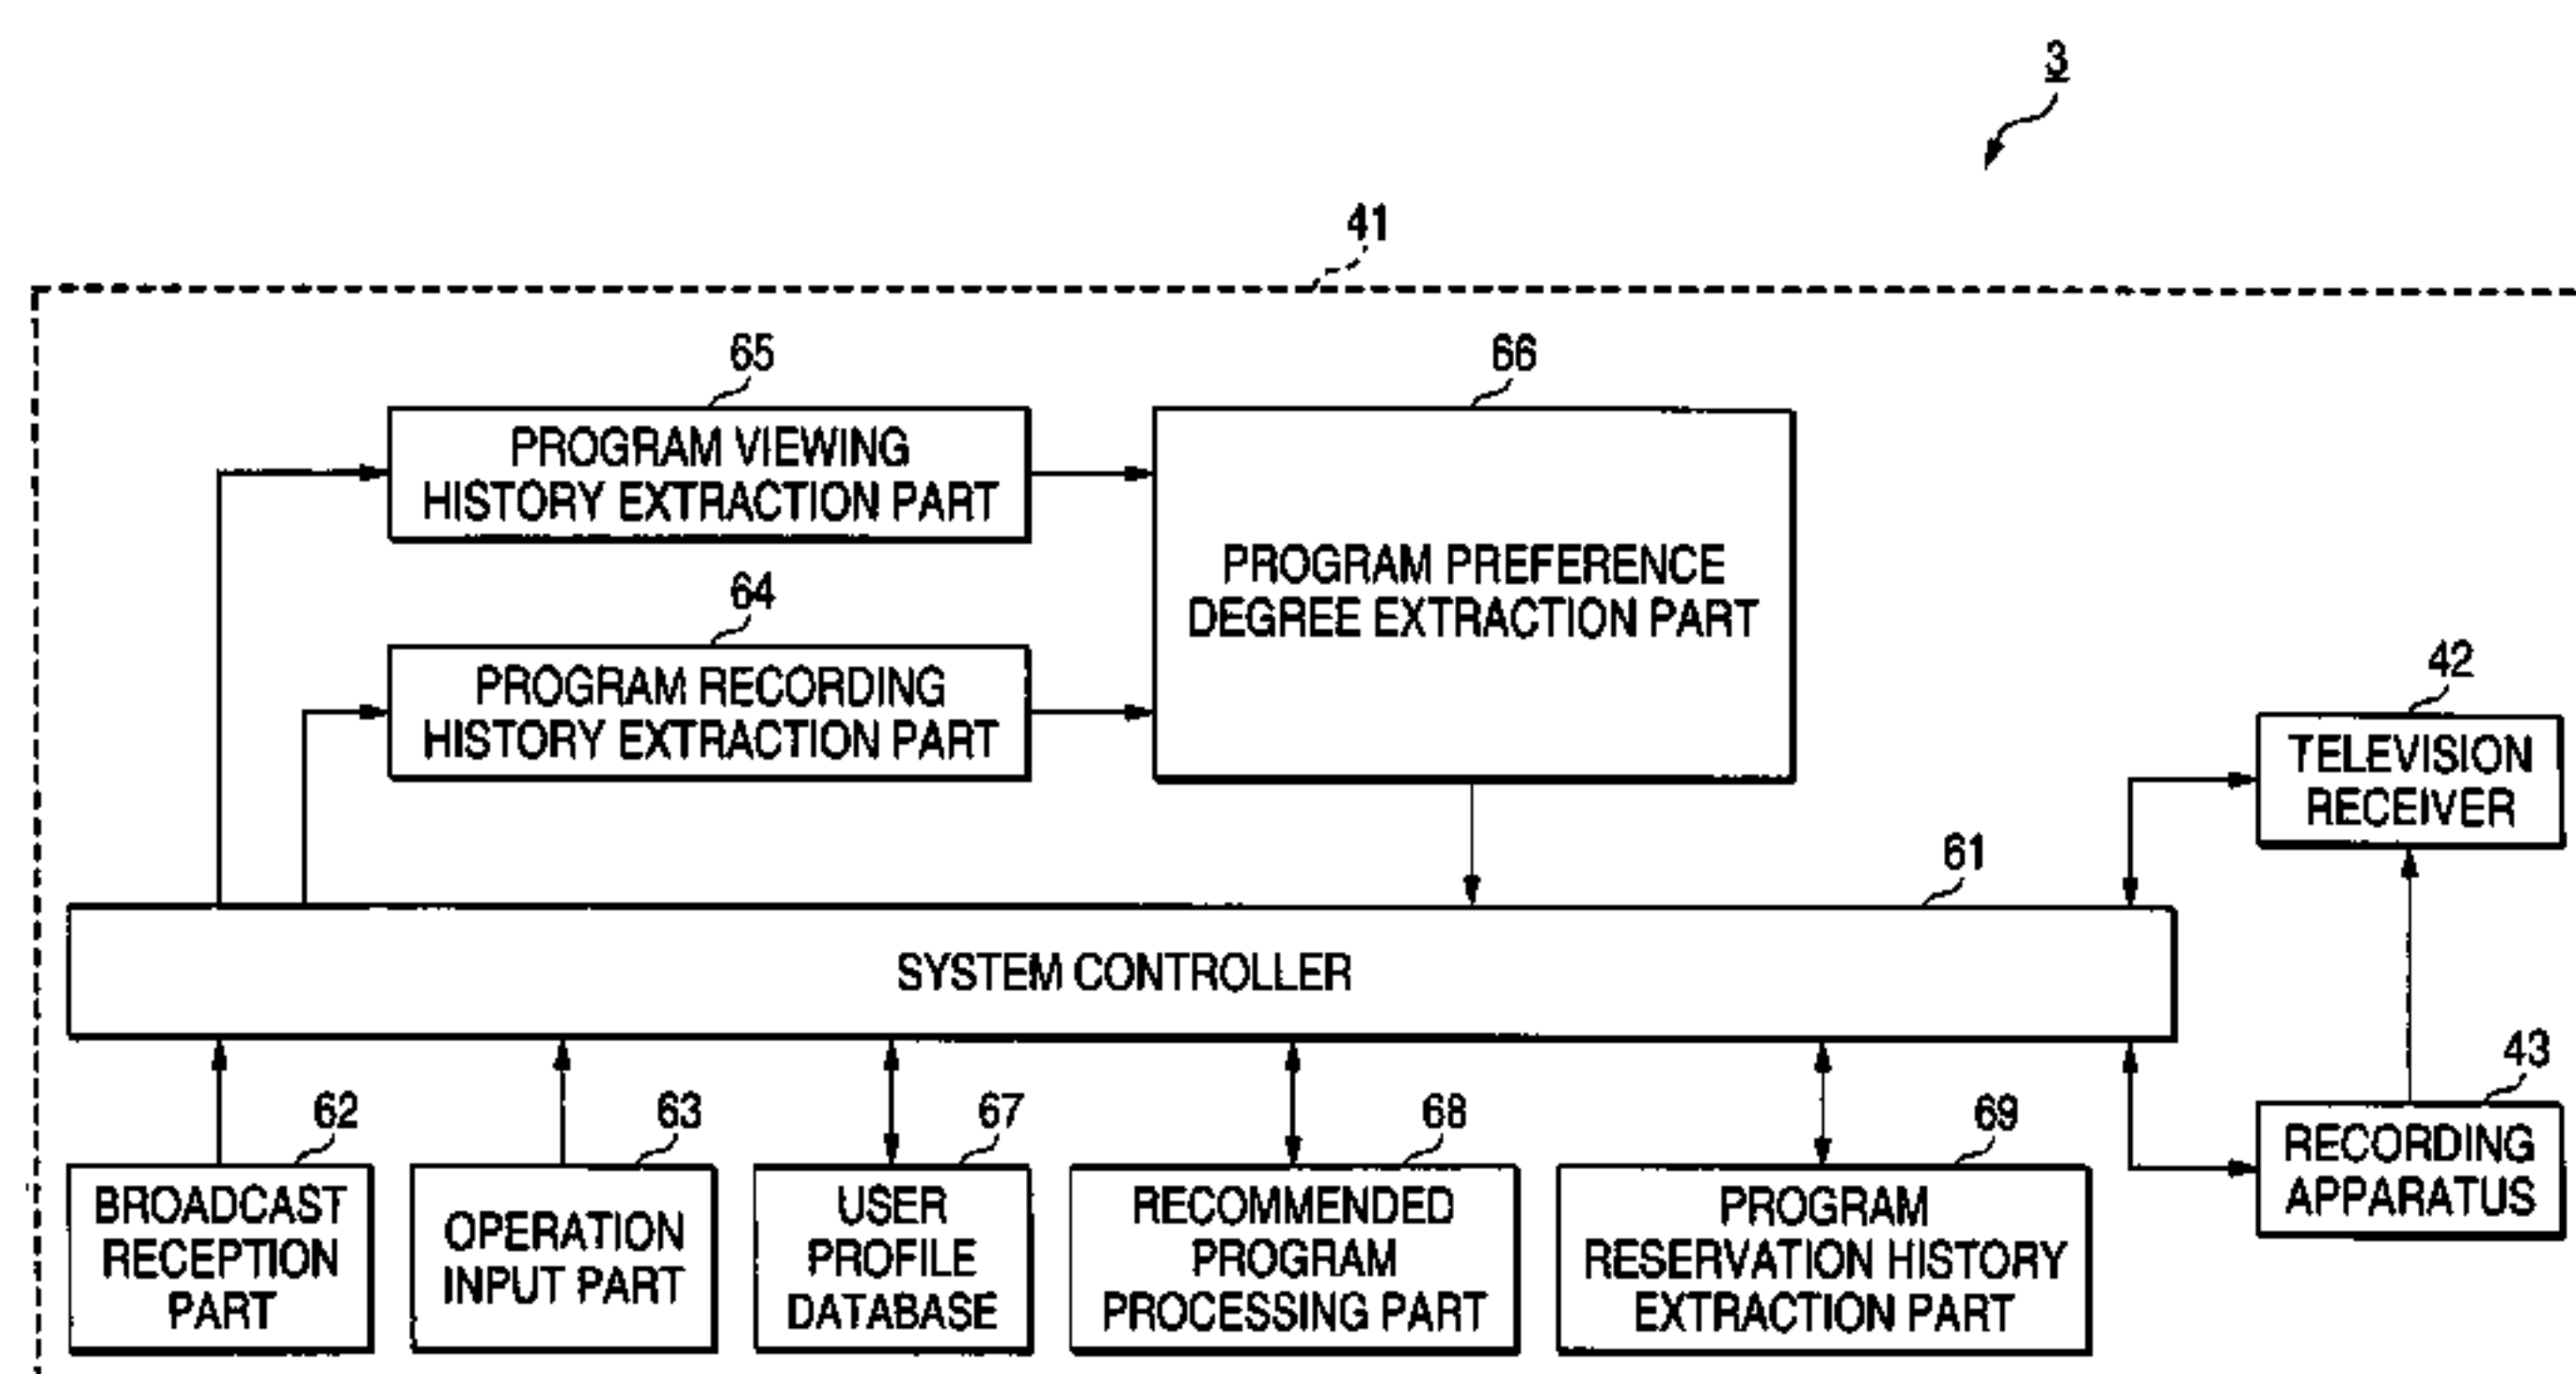 3
41
65
PROGRAM VIEWING
HISTORY EXTRACTION PART
66
PROGRAM PREFERENCE
DEGREE EXTRACTION PART
64
PROGRAM RECORDING
HISTORY EXTRACTION PART
42
TELEVISION
RECEIVER
61
SYSTEM CONTROLLER
43
RECORDING
APPARATUS
62
BROADCAST
RECEPTION
PART
63
OPERATION
INPUT PART
67
USER
PROFILE
DATABASE
68
RECOMMENDED
PROGRAM
PROCESSING PART
69
PROGRAM
RESERVATION HISTORY
EXTRACTION PART